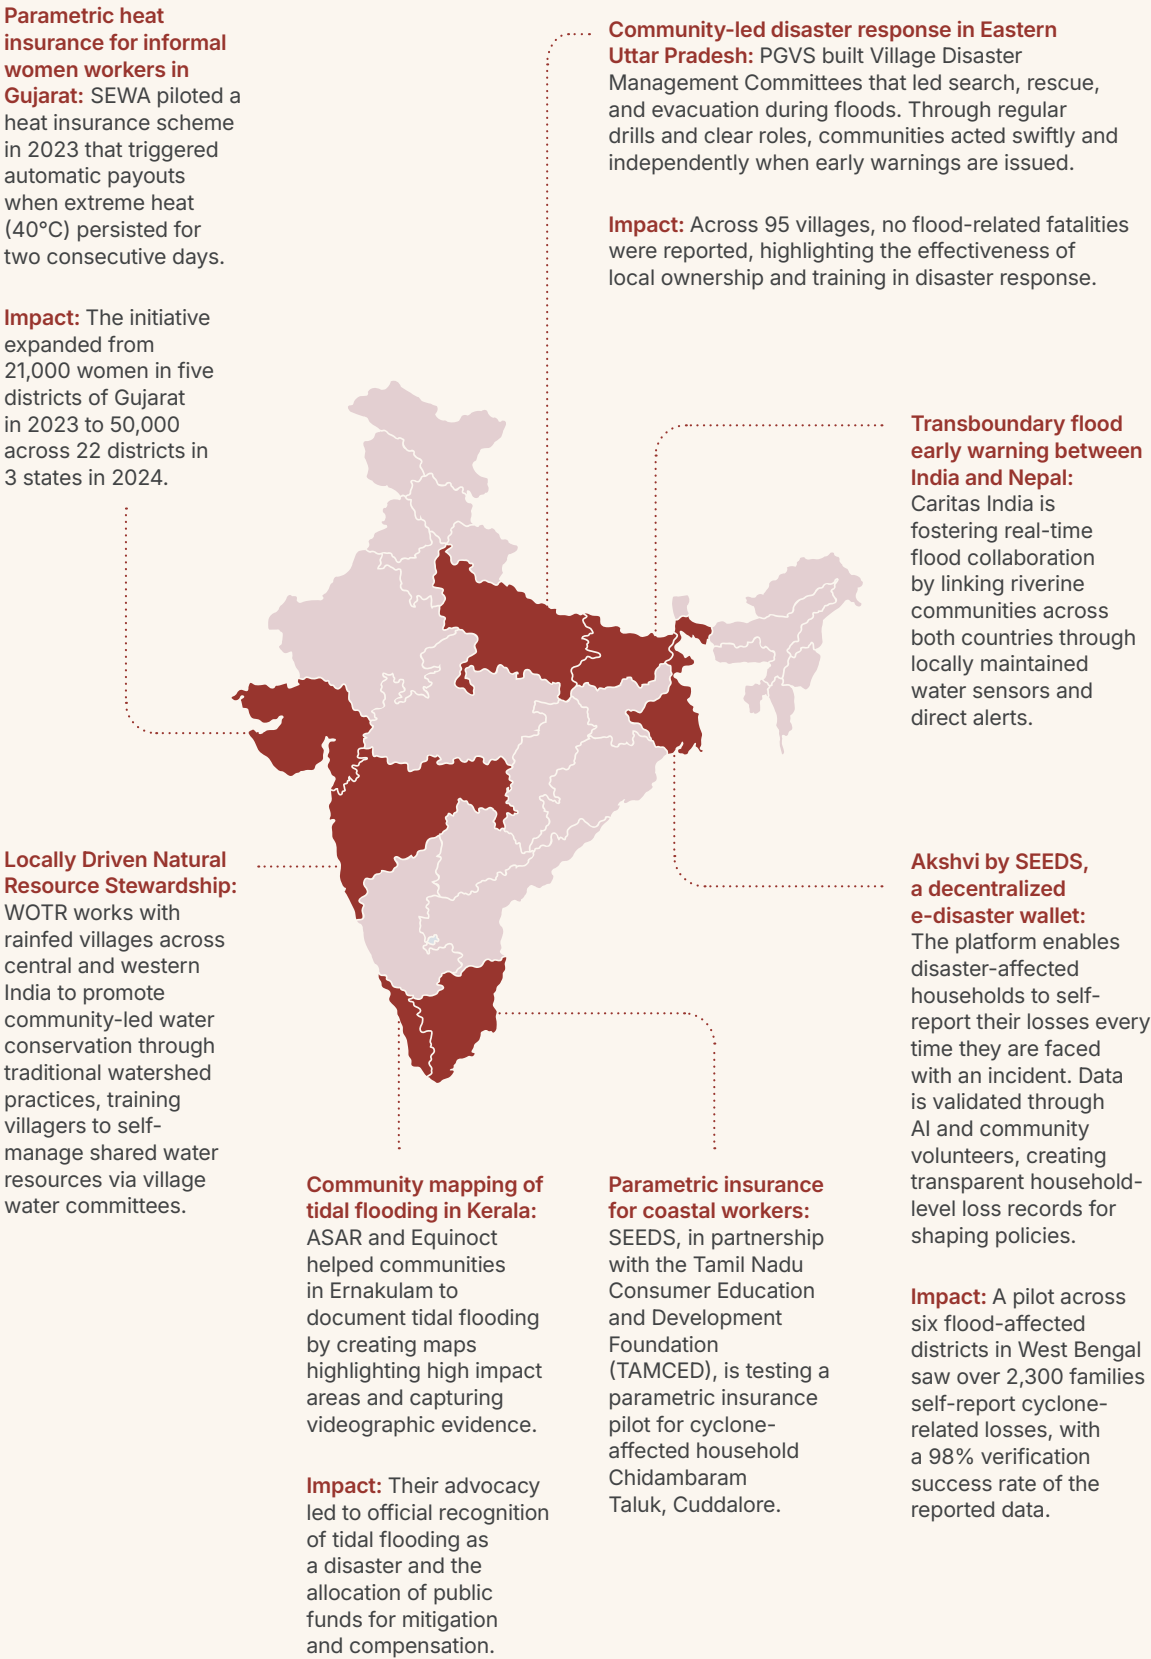 Parametric heat
insurance for informal
women workers in
Gujarat: SEWA piloted a
heat insurance scheme
in 2023 that triggered
automatic payouts
when extreme heat
(40°C) persisted for
two consecutive days.
Impact: The initiative
expanded from
21,000 women in five
districts of Gujarat
in 2023 to 50,000
across 22 districts in
3 states in 2024.
Community-led disaster response in Eastern
Uttar Pradesh: PGVS built Village Disaster
Management Committees that led search, rescue,
and evacuation during floods. Through regular
drills and clear roles, communities acted swiftly and
independently when early warnings are issued.
Impact: Across 95 villages, no flood-related fatalities
were reported, highlighting the effectiveness of
local ownership and training in disaster response.
Transboundary flood
early warning between
India and Nepal:
Caritas India is
fostering real-time
flood collaboration
by linking riverine
communities across
both countries through
locally maintained
water sensors and
direct alerts.
Locally Driven Natural
Resource Stewardship:
WOTR works with
rainfed villages across
central and western
India to promote
community-led water
conservation through
traditional watershed
practices, training
villagers to self-
manage shared water
resources via village
water committees.
Community mapping of
tidal flooding in Kerala:
ASAR and Equinoct
helped communities
in Ernakulam to
document tidal flooding
by creating maps
highlighting high impact
areas and capturing
videographic evidence.
Impact: Their advocacy
led to official recognition
of tidal flooding as
a disaster and the
allocation of public
funds for mitigation
and compensation.
Parametric insurance
for coastal workers:
SEEDS, in partnership
with the Tamil Nadu
Consumer Education
and Development
Foundation
(TAMCED), is testing a
parametric insurance
pilot for cyclone-
affected household
Chidambaram
Taluk, Cuddalore.
Akshvi by SEEDS,
a decentralized
e-disaster wallet:
The platform enables
disaster-affected
households to self-
report their losses every
time they are faced
with an incident. Data
is validated through
AI and community
volunteers, creating
transparent household-
level loss records for
shaping policies.
Impact: A pilot across
six flood-affected
districts in West Bengal
saw over 2,300 families
self-report cyclone-
related losses, with
a 98% verification
success rate of the
reported data.